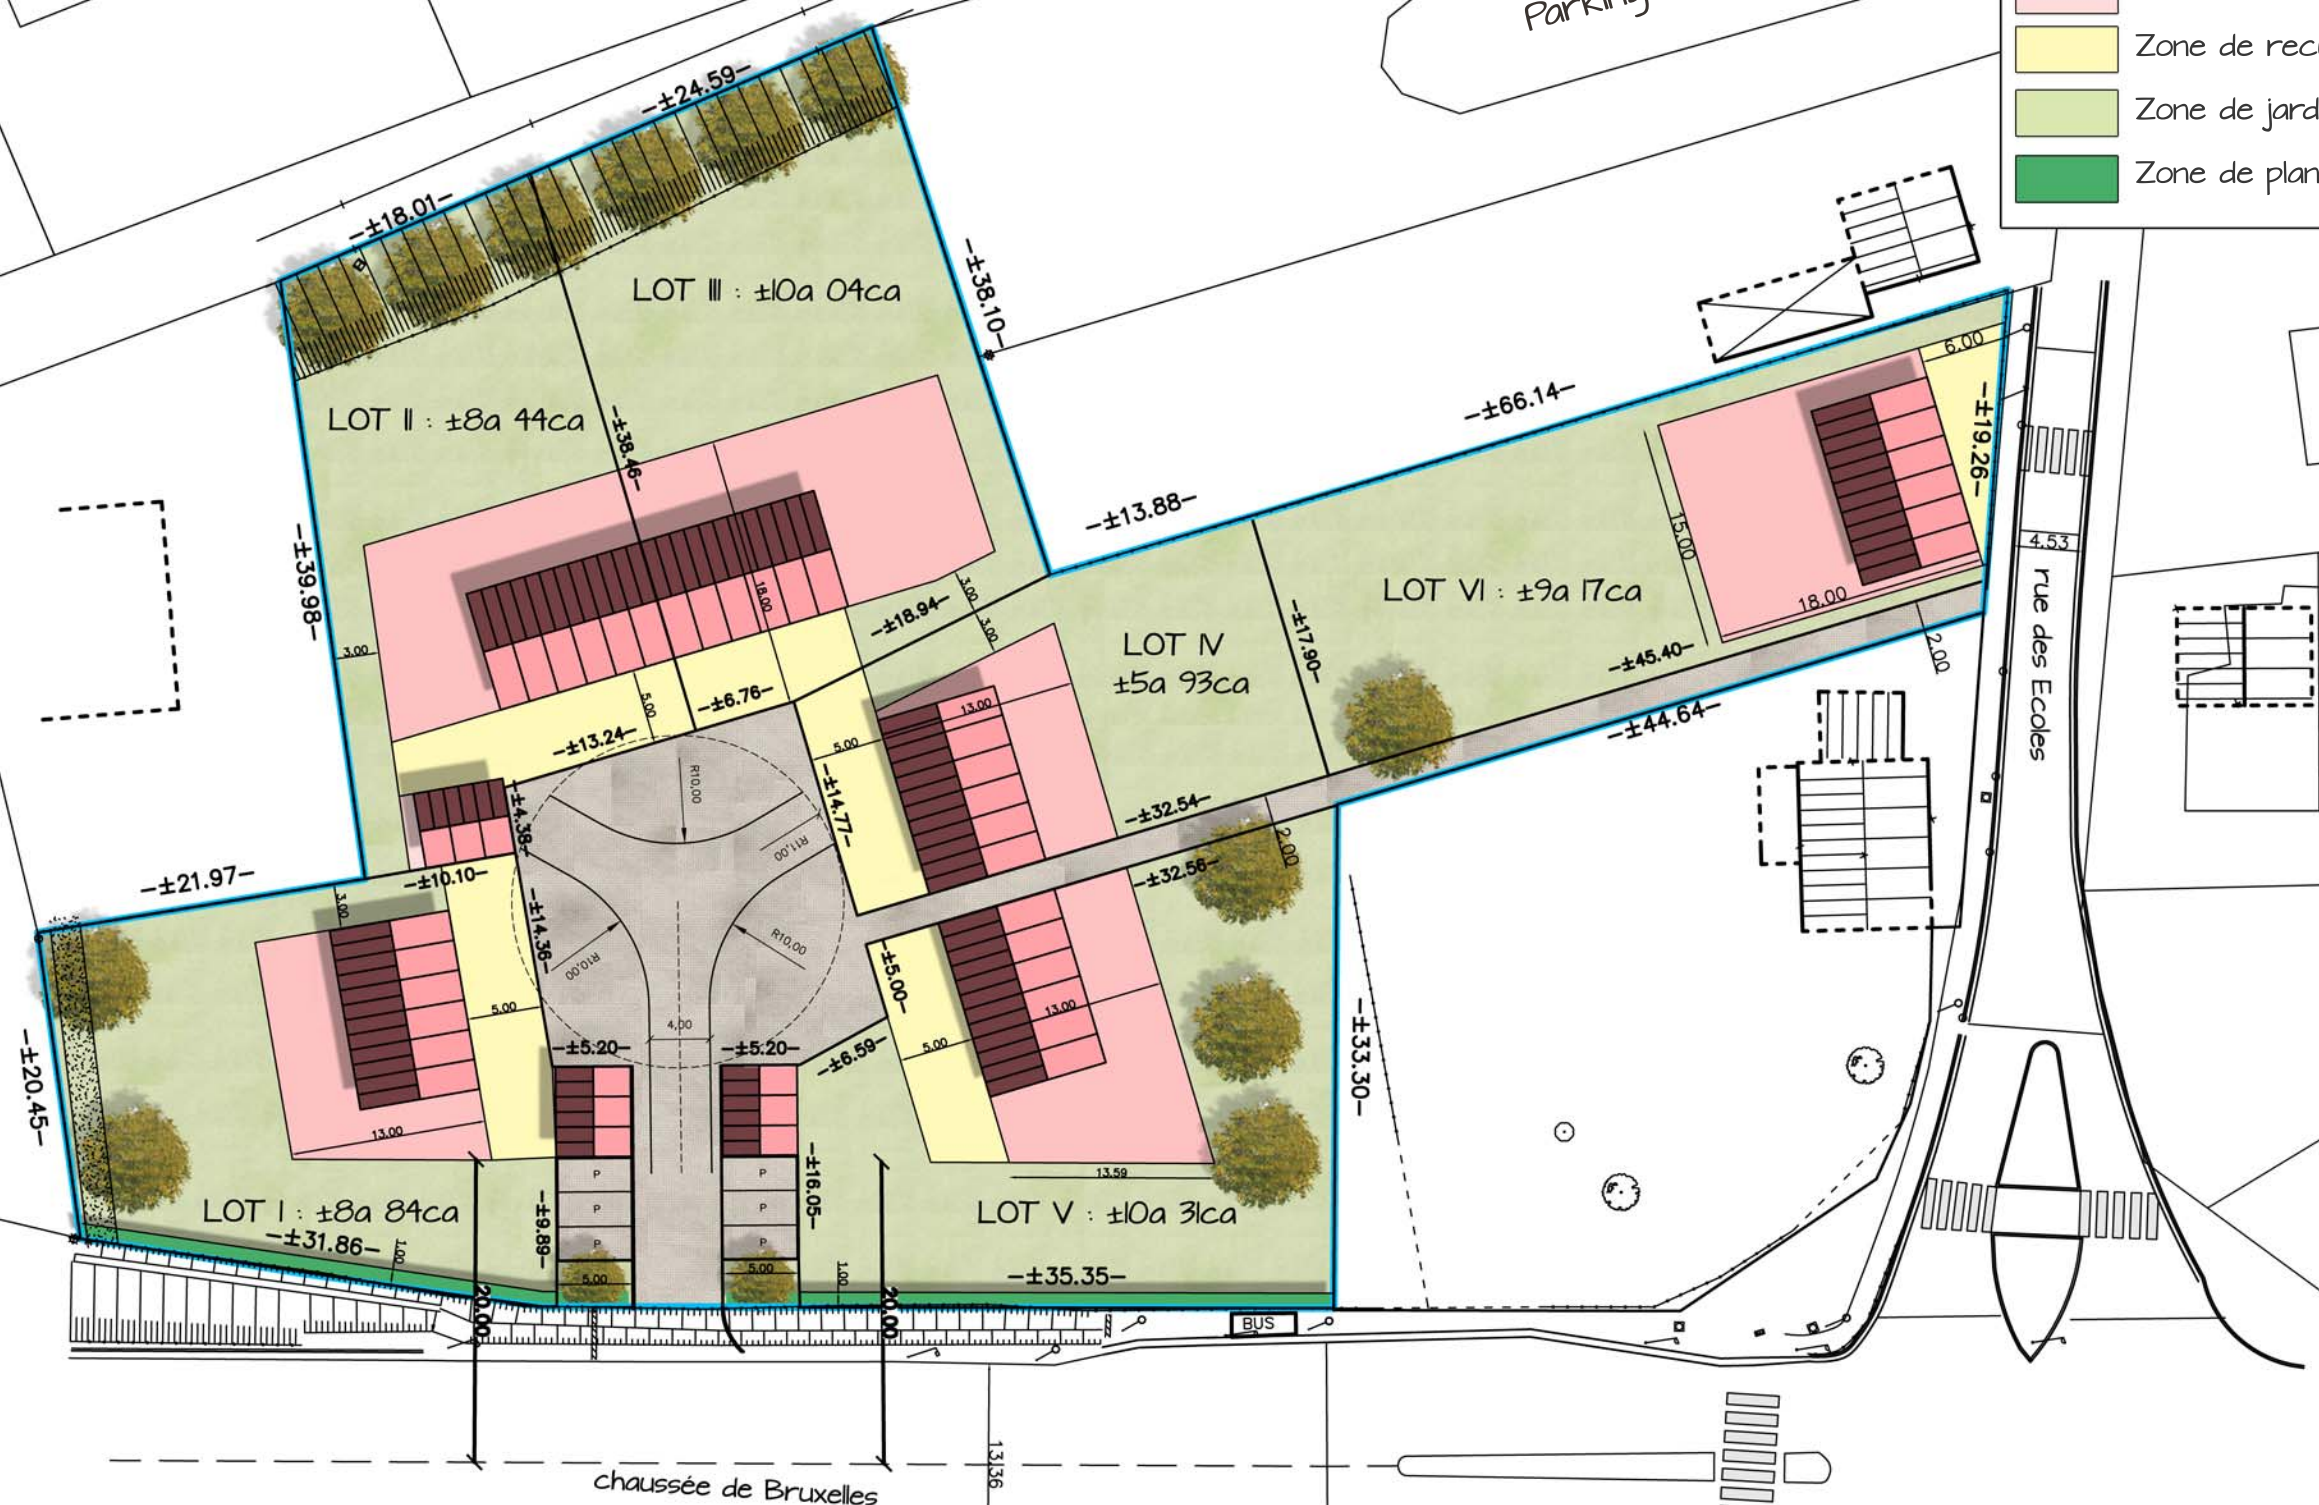 Parking
Zone de rec
Zone de jard
Zone de plan
-±24.59-
-±18.01-
B
LOT III : ±10a 04ca
-±38.10-
LOT II : ±8a 44ca
-±38.46-
-±39.98-
3.00
18.00
-±18.94-
3.00
3.00
5.00
-±6.76-
-±13.24-
-±13.88-
-±66.14-
6.00
-±19.26-
15.00
18.00
LOT VI : ±9a 17ca
LOT IV
±5a 93ca
-±17.90-
-±45.40-
2.00
-±44.64-
4.53
rue des Ecoles
13.00
5.00
-±14.77-
-±32.54-
2.00
-±32.56-
R10,00
R11,00
R10,00
R10,00
-±4.38-
-±10.10-
-±14.36-
-±21.97-
3.00
5.00
4,00
-±5.20-
-±5.20-
-±5.00-
-±6.59-
5.00
13.00
13.59
-±33.30-
-±20.45-
13.00
LOT I : ±8a 84ca
-±31.86-
1.00
-±9.89-
P
P
P
P
P
P
5.00
5.00
-±16.05-
1.00
LOT V : ±10a 31ca
-±35.35-
20.00
20.00
BUS
13,36
chaussée de Bruxelles